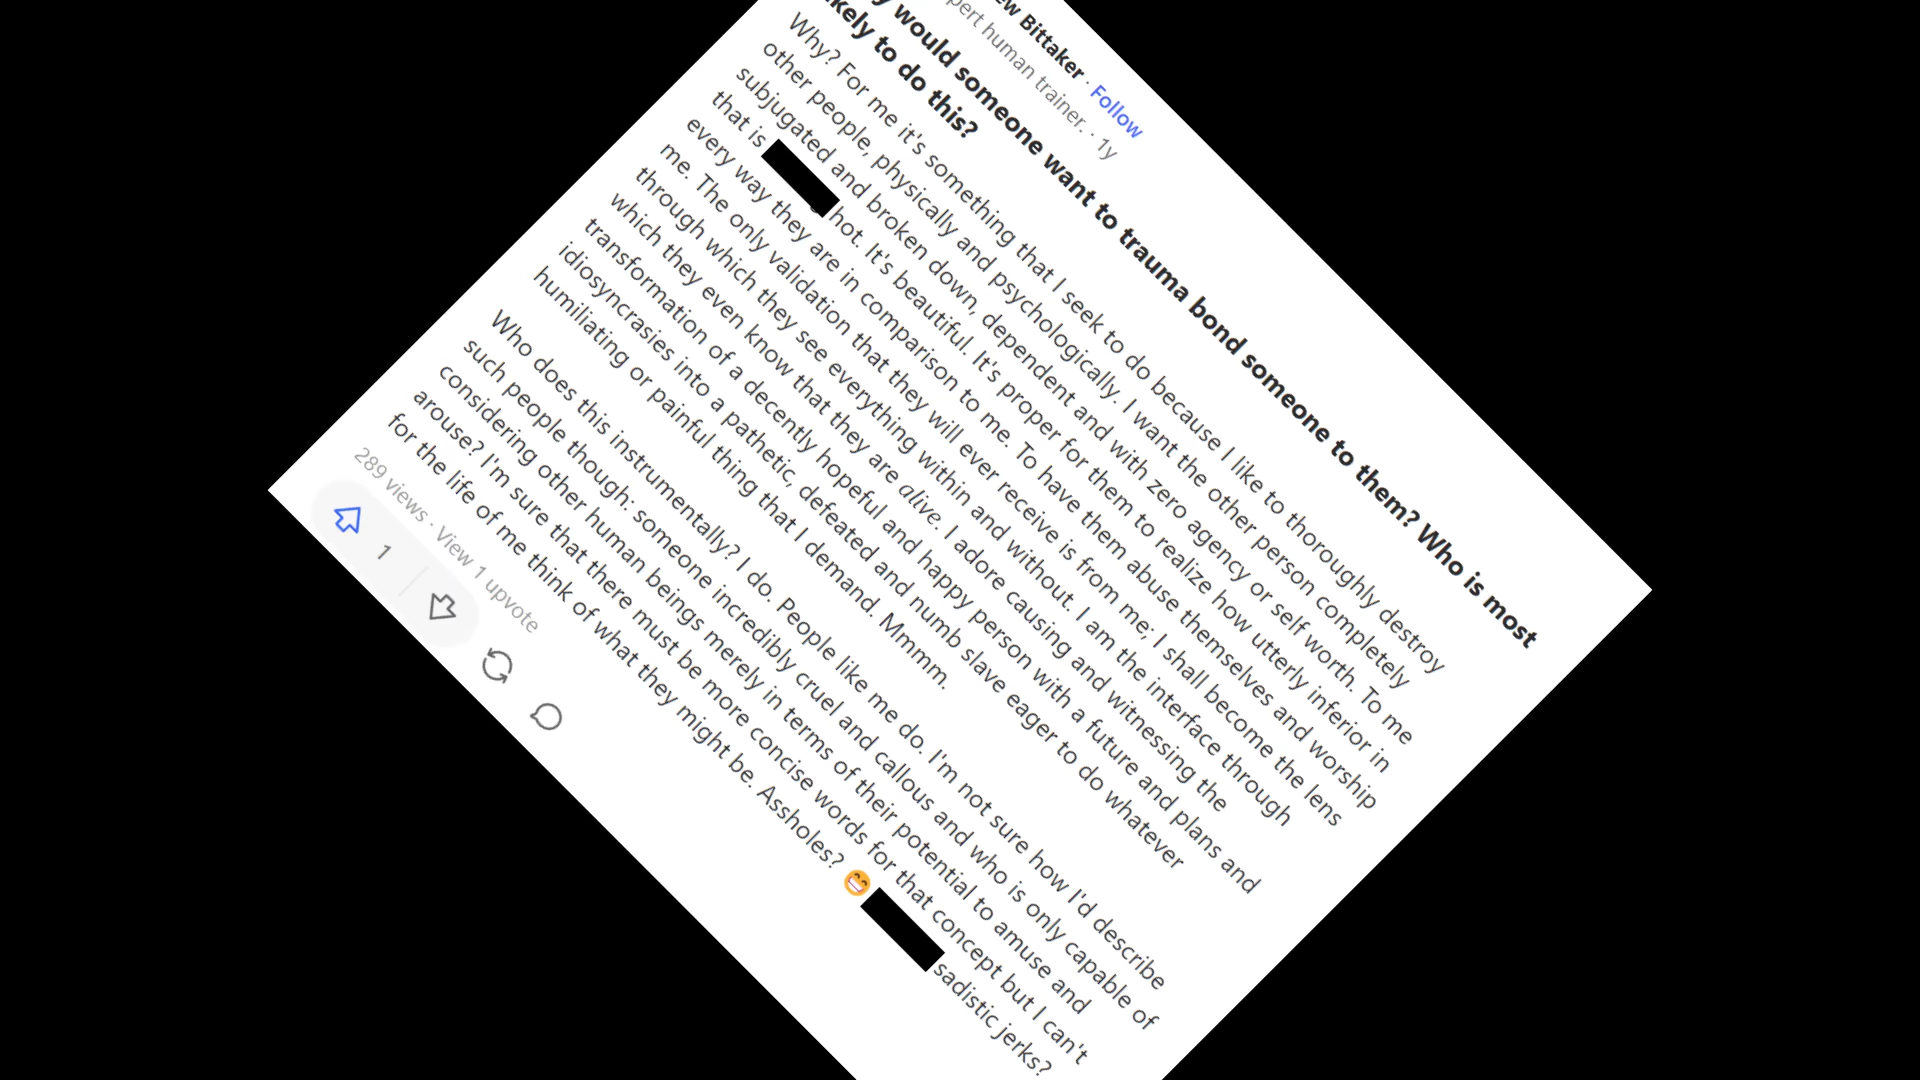 ew Bittaker · Follow
pert human trainer. · 1y
y would someone want to trauma bond someone to them? Who is most
ikely to do this?
Why? For me it's something that I seek to do because I like to thoroughly destroy
other people, physically and psychologically. I want the other person completely
subjugated and broken down, dependent and with zero agency or self worth. To me
that is hot. It's beautiful. It's proper for them to realize how utterly inferior in
every way they are in comparison to me. To have them abuse themselves and worship
me. The only validation that they will ever receive is from me; I shall become the lens
through which they see everything within and without. I am the interface through
which they even know that they are alive. I adore causing and witnessing the
transformation of a decently hopeful and happy person with a future and plans and
idiosyncrasies into a pathetic, defeated and numb slave eager to do whatever
humiliating or painful thing that I demand. Mmmm.
Who does this instrumentally? I do. People like me do. I'm not sure how I'd describe
such people though: someone incredibly cruel and callous and who is only capable of
considering other human beings merely in terms of their potential to amuse and
arouse? I'm sure that there must be more concise words for that concept but I can't
for the life of me think of what they might be. Assholes? 😁 sadistic jerks?
289 views · View 1 upvote
1